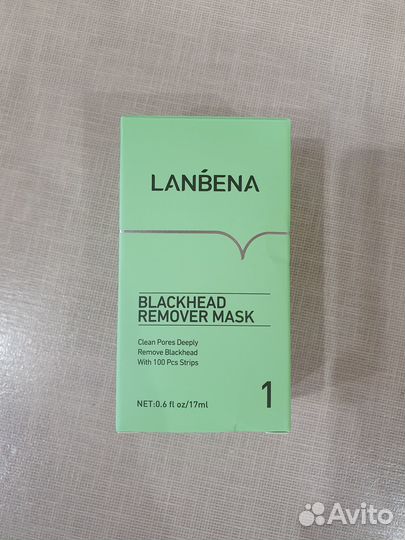 LANBENA
BLACKHEAD
REMOVER MASK
Clean Pores Deeply
Remove Blackhead
With 100 Pcs Strips
NET:0.6 fl oz/17ml
1
Avito